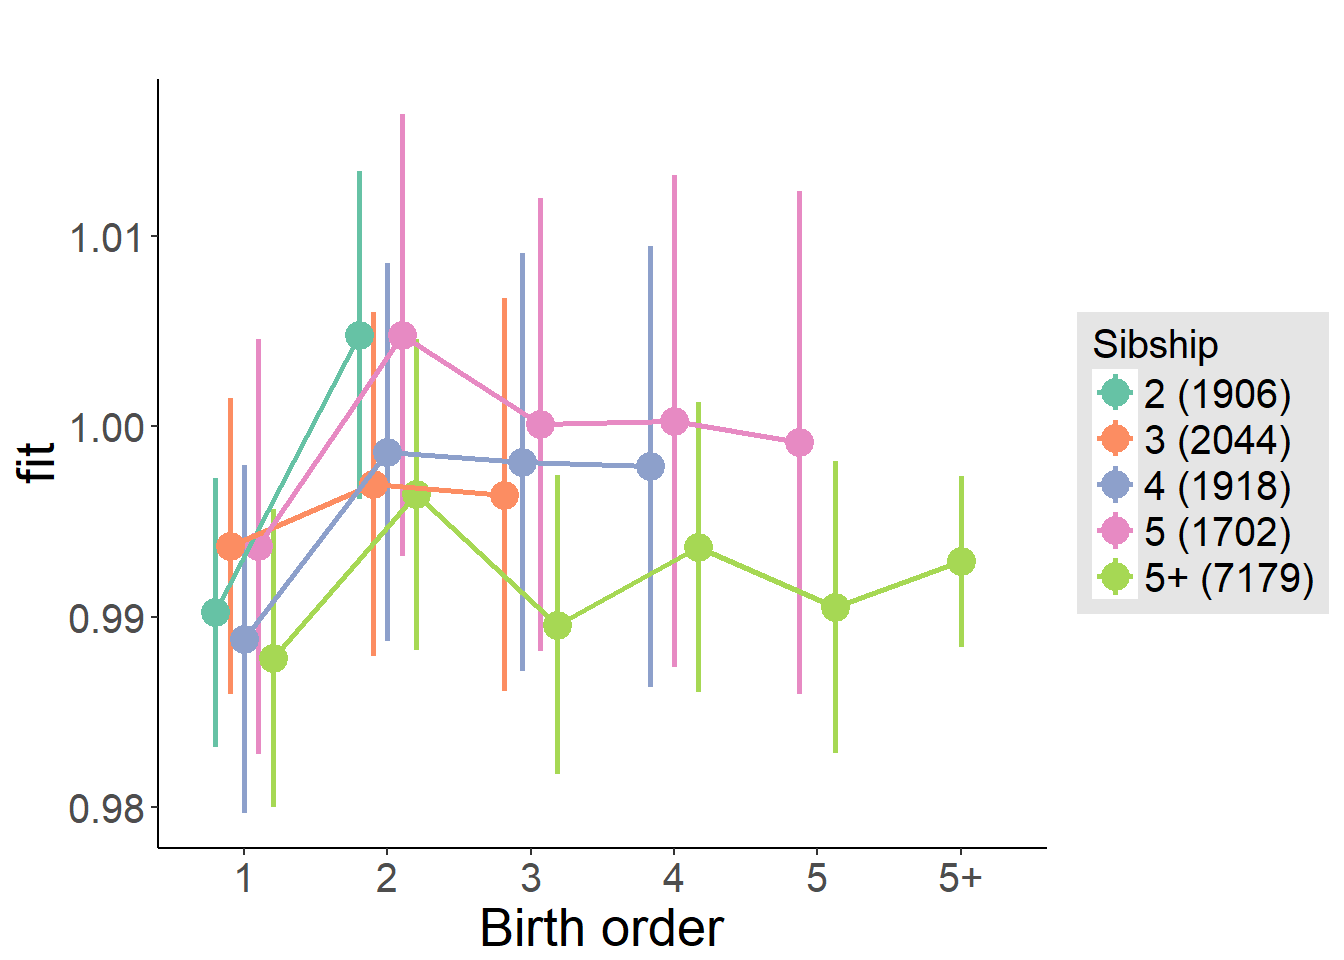 fit
1.01
1.00
0.99
0.98
1 2 3 4 5 5+
Birth order
Sibship
2 (1906)
3 (2044)
4 (1918)
5 (1702)
5+ (7179)